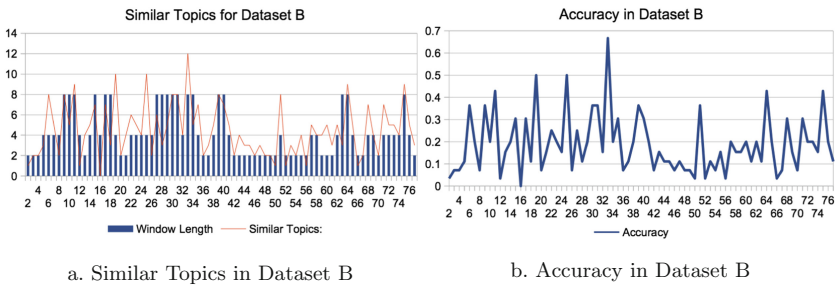 Similar Topics for Dataset B
14
12
10
8
6
4
2
0
4 8 12 16 20 24 28 32 36 40 44 48 52 56 60 64 68 72 76
2 6 10 14 18 22 26 30 34 38 42 46 50 54 58 62 66 70 74
Window Length Similar Topics:
a. Similar Topics in Dataset B
Accuracy in Dataset B
0.7
0.6
0.5
0.4
0.3
0.2
0.1
0
4 8 12 16 20 24 28 32 36 40 44 48 52 56 60 64 68 72 76
2 6 10 14 18 22 26 30 34 38 42 46 50 54 58 62 66 70 74
Accuracy
b. Accuracy in Dataset B